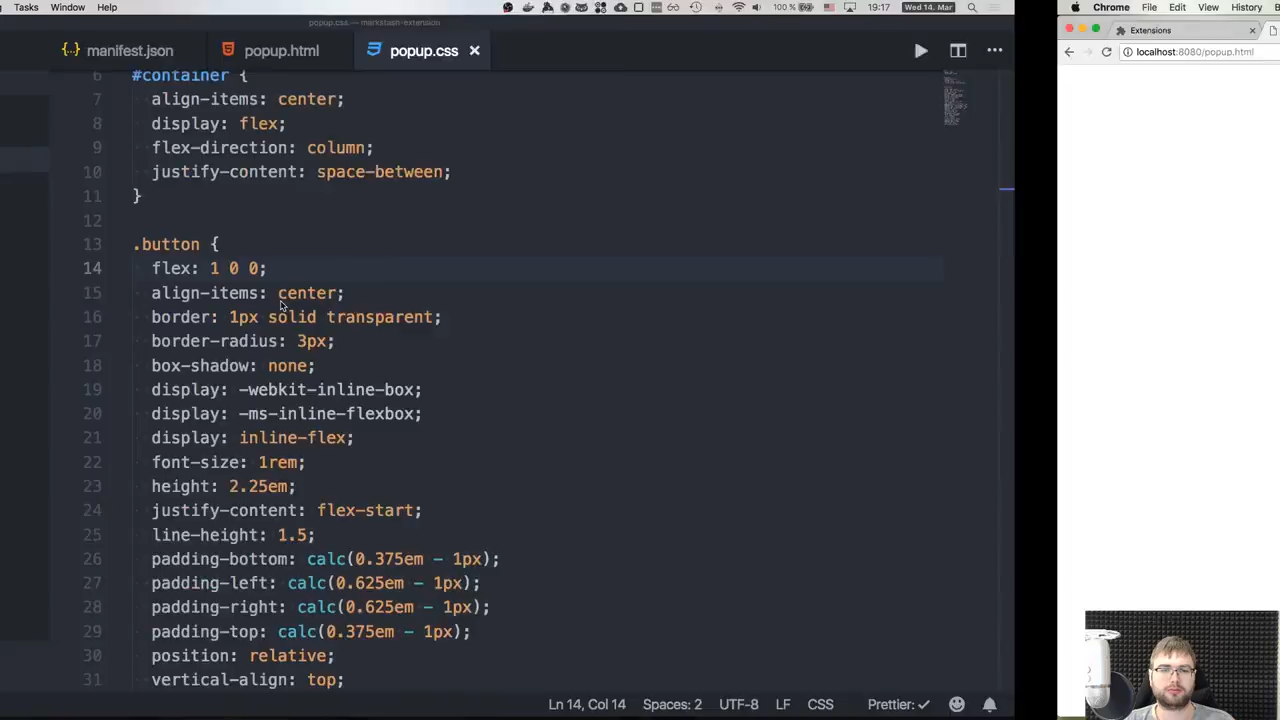 Tasks Window Help
19:17 Wed 14. Mar
Chrome File Edit View History
popup.css — markstash-extension
Extensions
manifest.json popup.html popup.css
localhost:8080/popup.html
6 #container {
7 align-items: center;
8 display: flex;
9 flex-direction: column;
10 justify-content: space-between;
11 }
12
13 .button {
14 flex: 1 0 0;
15 align-items: center;
16 border: 1px solid transparent;
17 border-radius: 3px;
18 box-shadow: none;
19 display: -webkit-inline-box;
20 display: -ms-inline-flexbox;
21 display: inline-flex;
22 font-size: 1rem;
23 height: 2.25em;
24 justify-content: flex-start;
25 line-height: 1.5;
26 padding-bottom: calc(0.375em - 1px);
27 padding-left: calc(0.625em - 1px);
28 padding-right: calc(0.625em - 1px);
29 padding-top: calc(0.375em - 1px);
30 position: relative;
31 vertical-align: top;
Ln 14, Col 14 Spaces: 2 UTF-8 LF CSS Prettier: ✓